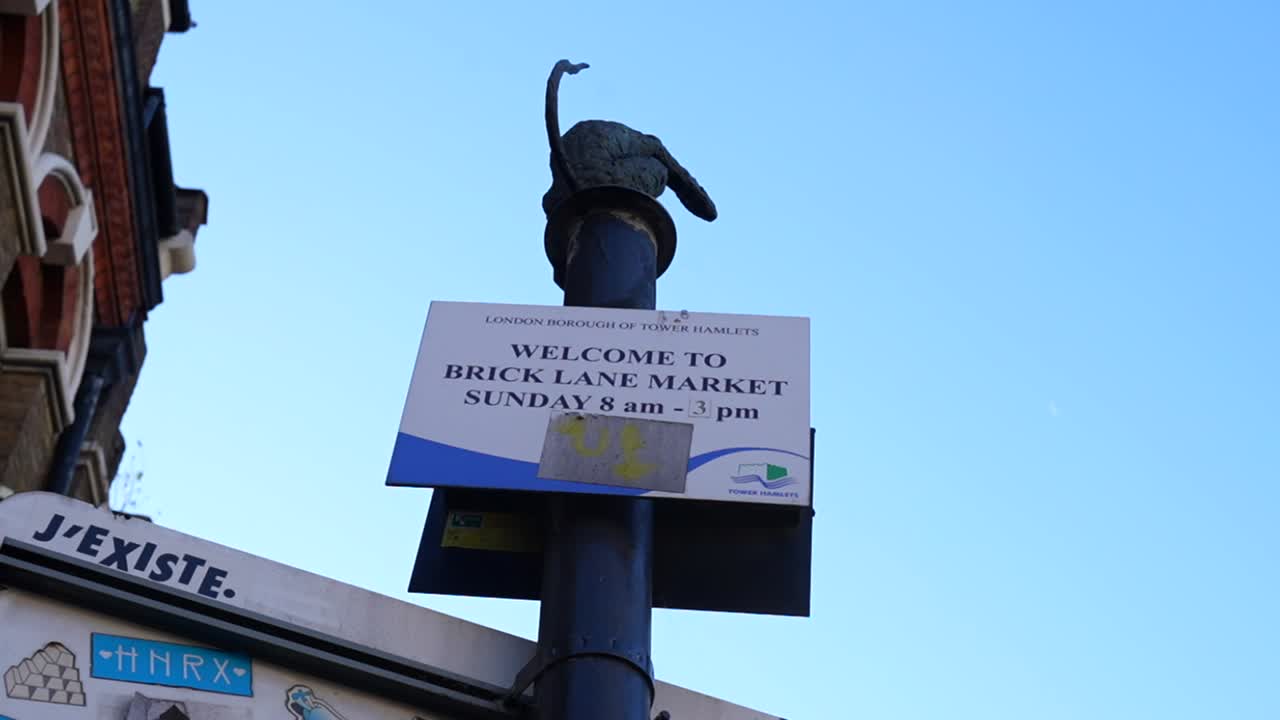 LONDON BOROUGH OF TOWER HAMLETS
WELCOME TO
BRICK LANE MARKET
SUNDAY 8 am - 3 pm
TOWER HAMLETS
J'EXISTE.
HNRX